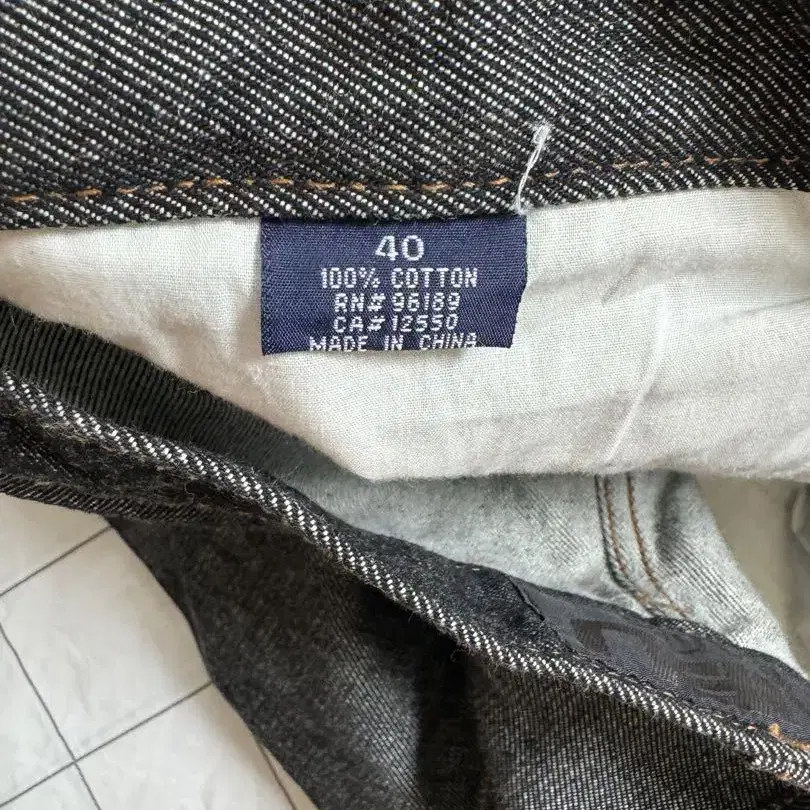 40
100% COTTON
RN# 96189
CA# 12550
MADE IN CHINA